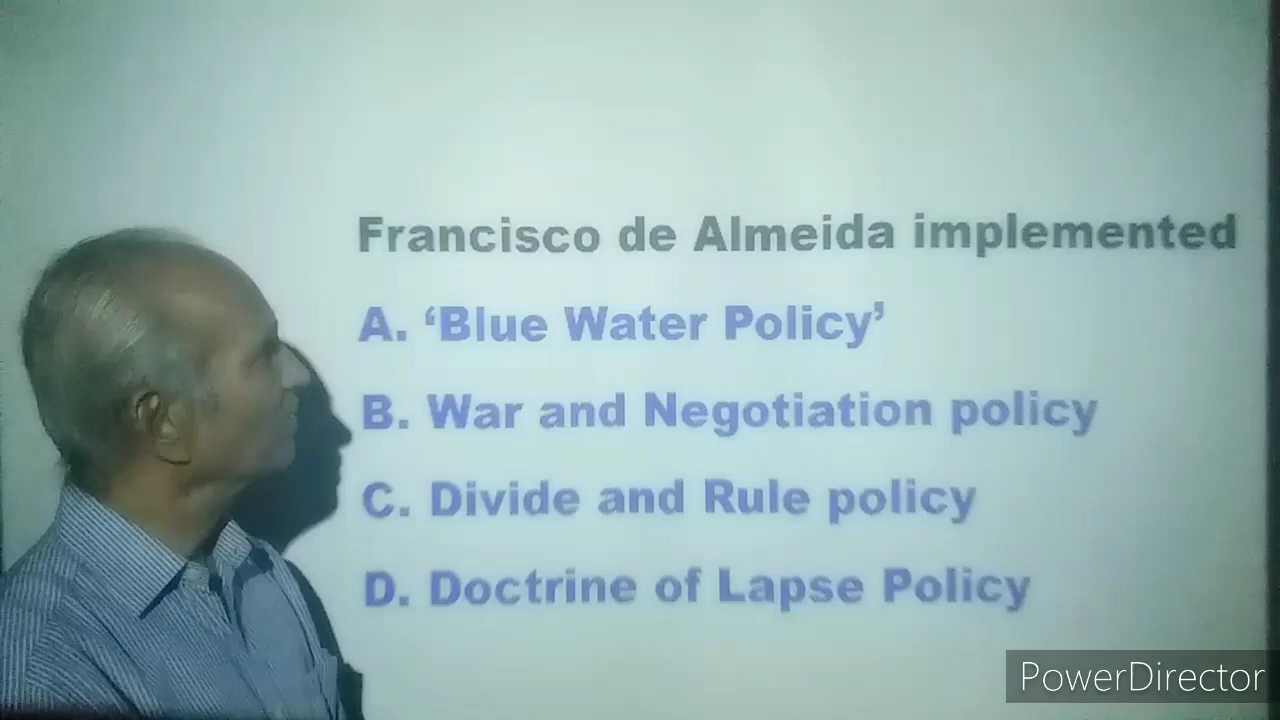 Francisco de Almeida implemented
A. ‘Blue Water Policy’
B. War and Negotiation policy
C. Divide and Rule policy
D. Doctrine of Lapse Policy
PowerDirector